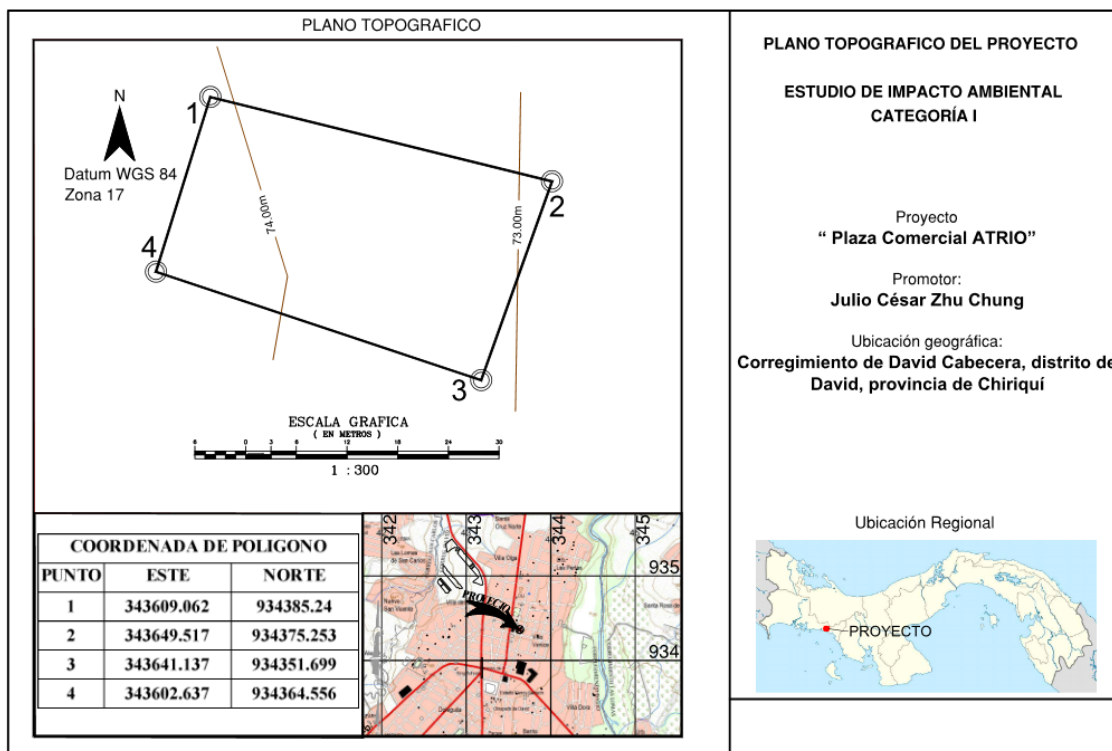 PLANO TOPOGRAFICO
1
2
3
4
N
Datum WGS 84
Zona 17
74.00m
73.00m
ESCALA GRAFICA
( EN METROS )
6 0 3 6 12 18 24 30
1 : 300
COORDENADA DE POLIGONO
PUNTO ESTE NORTE
1 343609.062 934385.24
2 343649.517 934375.253
3 343641.137 934351.699
4 343602.637 934364.556
342 343 344 345
935
934
PROYECTO
Villa Olga
PLANO TOPOGRAFICO DEL PROYECTO
ESTUDIO DE IMPACTO AMBIENTAL
CATEGORÍA I
Proyecto
“ Plaza Comercial ATRIO”
Promotor:
Julio César Zhu Chung
Ubicación geográfica:
Corregimiento de David Cabecera, distrito de
David, provincia de Chiriquí
Ubicación Regional
PROYECTO